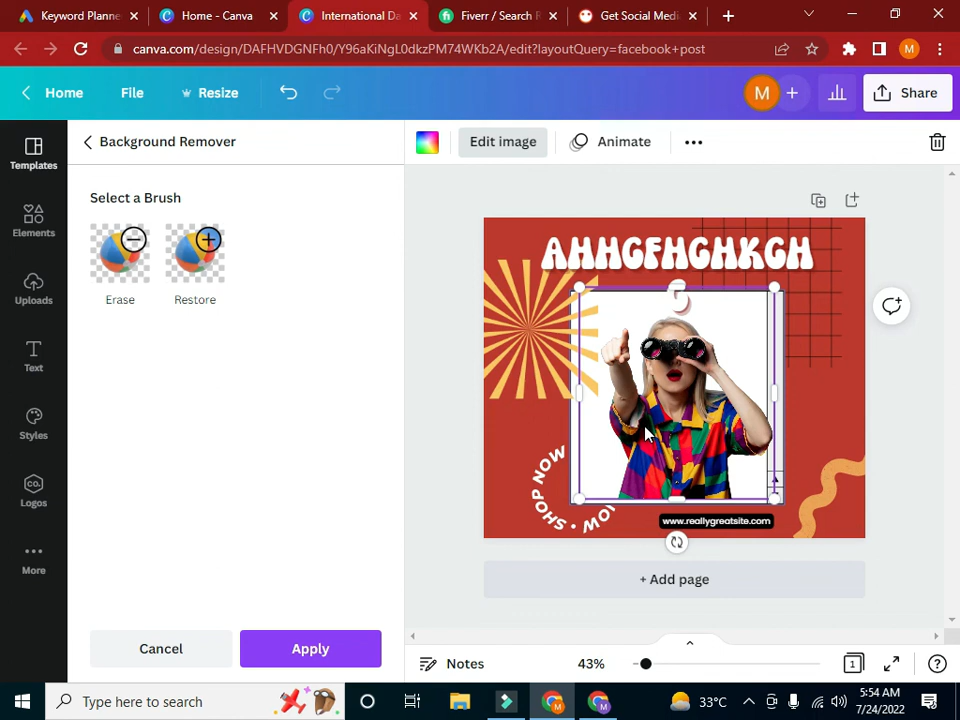 Keyword Planne
Home - Canva
International Da
Fiverr / Search R
Get Social Media
canva.com/design/DAFHVDGNFh0/Y96aKiNgL0dkzPM74WKb2A/edit?layoutQuery=facebook+post
M
Home
File
Resize
M
Share
Templates
Elements
Uploads
Text
Styles
CO.
Logos
More
Background Remover
Select a Brush
Erase
Restore
Cancel
Apply
Edit image
Animate
AHHGFHGHKGH
G
SHOP NOW •
NOW
www.reallygreatsite.com
+ Add page
Notes
43%
1
Type here to search
M
M
33°C
5:54 AM
7/24/2022